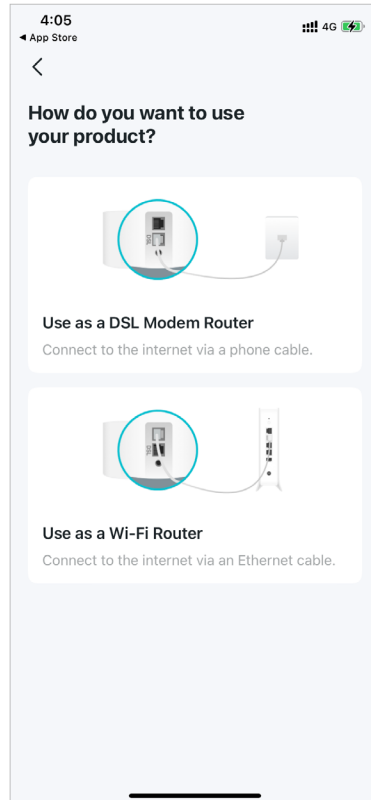 4:05
4G
◀ App Store
How do you want to use
your product?
DSL
Use as a DSL Modem Router
Connect to the internet via a phone cable.
DSL
Use as a Wi-Fi Router
Connect to the internet via an Ethernet cable.